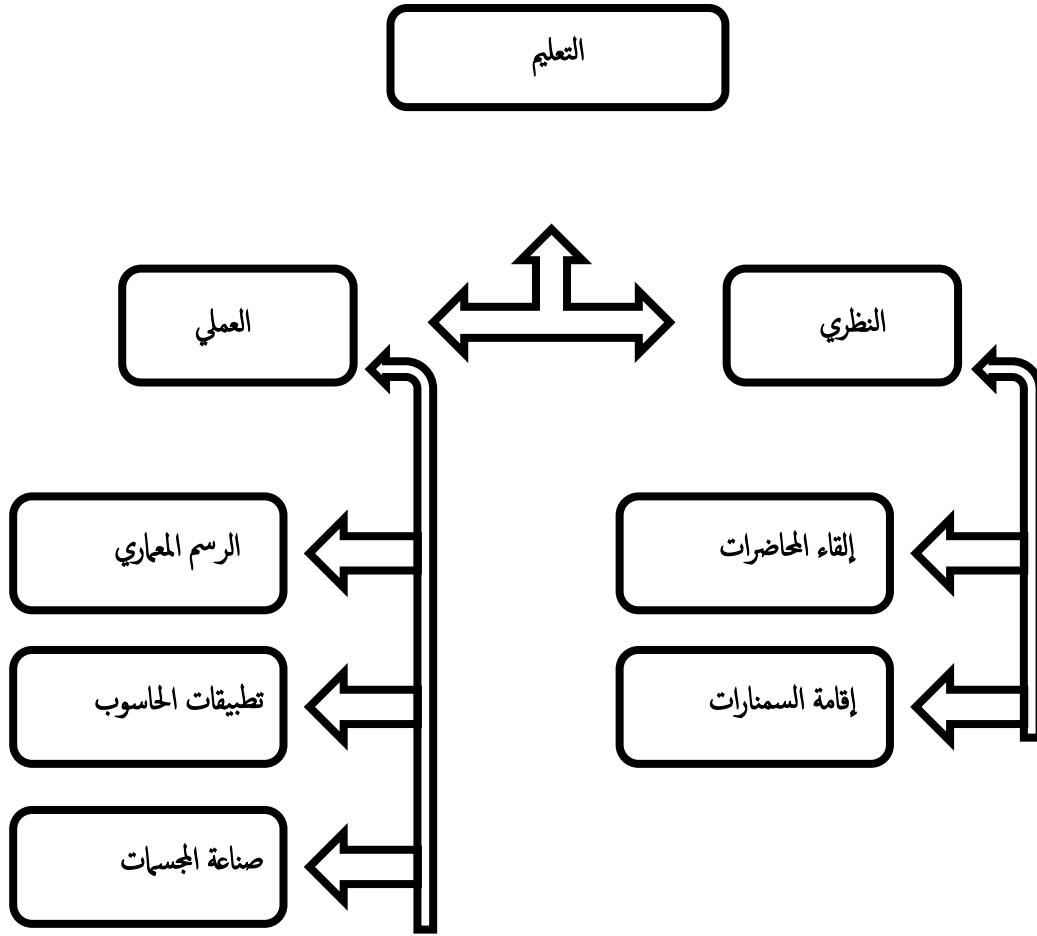 التعليم
النظري
العملي
إلقاء المحاضرات
الرسم المعماري
إقامة السمنارات
تطبيقات الحاسوب
صناعة المجسمات